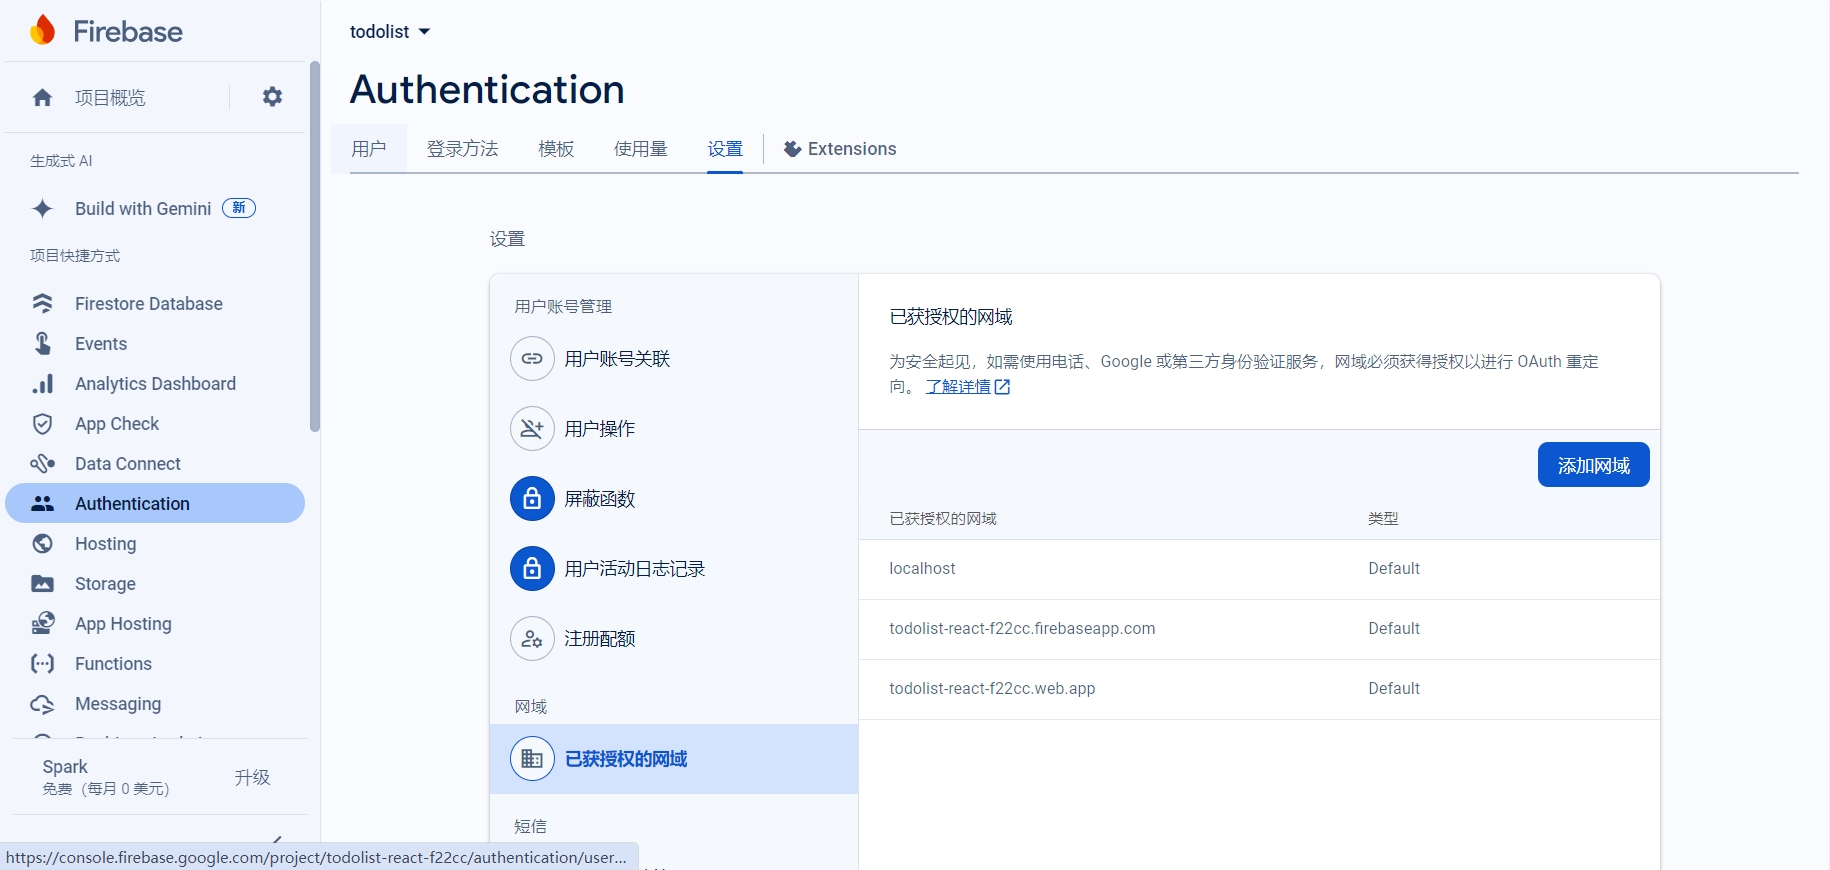 Firebase
项目概览
生成式 AI
Build with Gemini 新
项目快捷方式
Firestore Database
Events
Analytics Dashboard
App Check
Data Connect
Authentication
Hosting
Storage
App Hosting
Functions
Messaging
Spark
免费（每月 0 美元）
升级
https://console.firebase.google.com/project/todolist-react-f22cc/authentication/user...
todolist
Authentication
用户 登录方法 模板 使用量 设置 Extensions
设置
用户账号管理
用户账号关联
用户操作
屏蔽函数
用户活动日志记录
注册配额
网域
已获授权的网域
短信
已获授权的网域
为安全起见，如需使用电话、Google 或第三方身份验证服务，网域必须获得授权以进行 OAuth 重定
向。 了解详情
添加网域
已获授权的网域 类型
localhost Default
todolist-react-f22cc.firebaseapp.com Default
todolist-react-f22cc.web.app Default